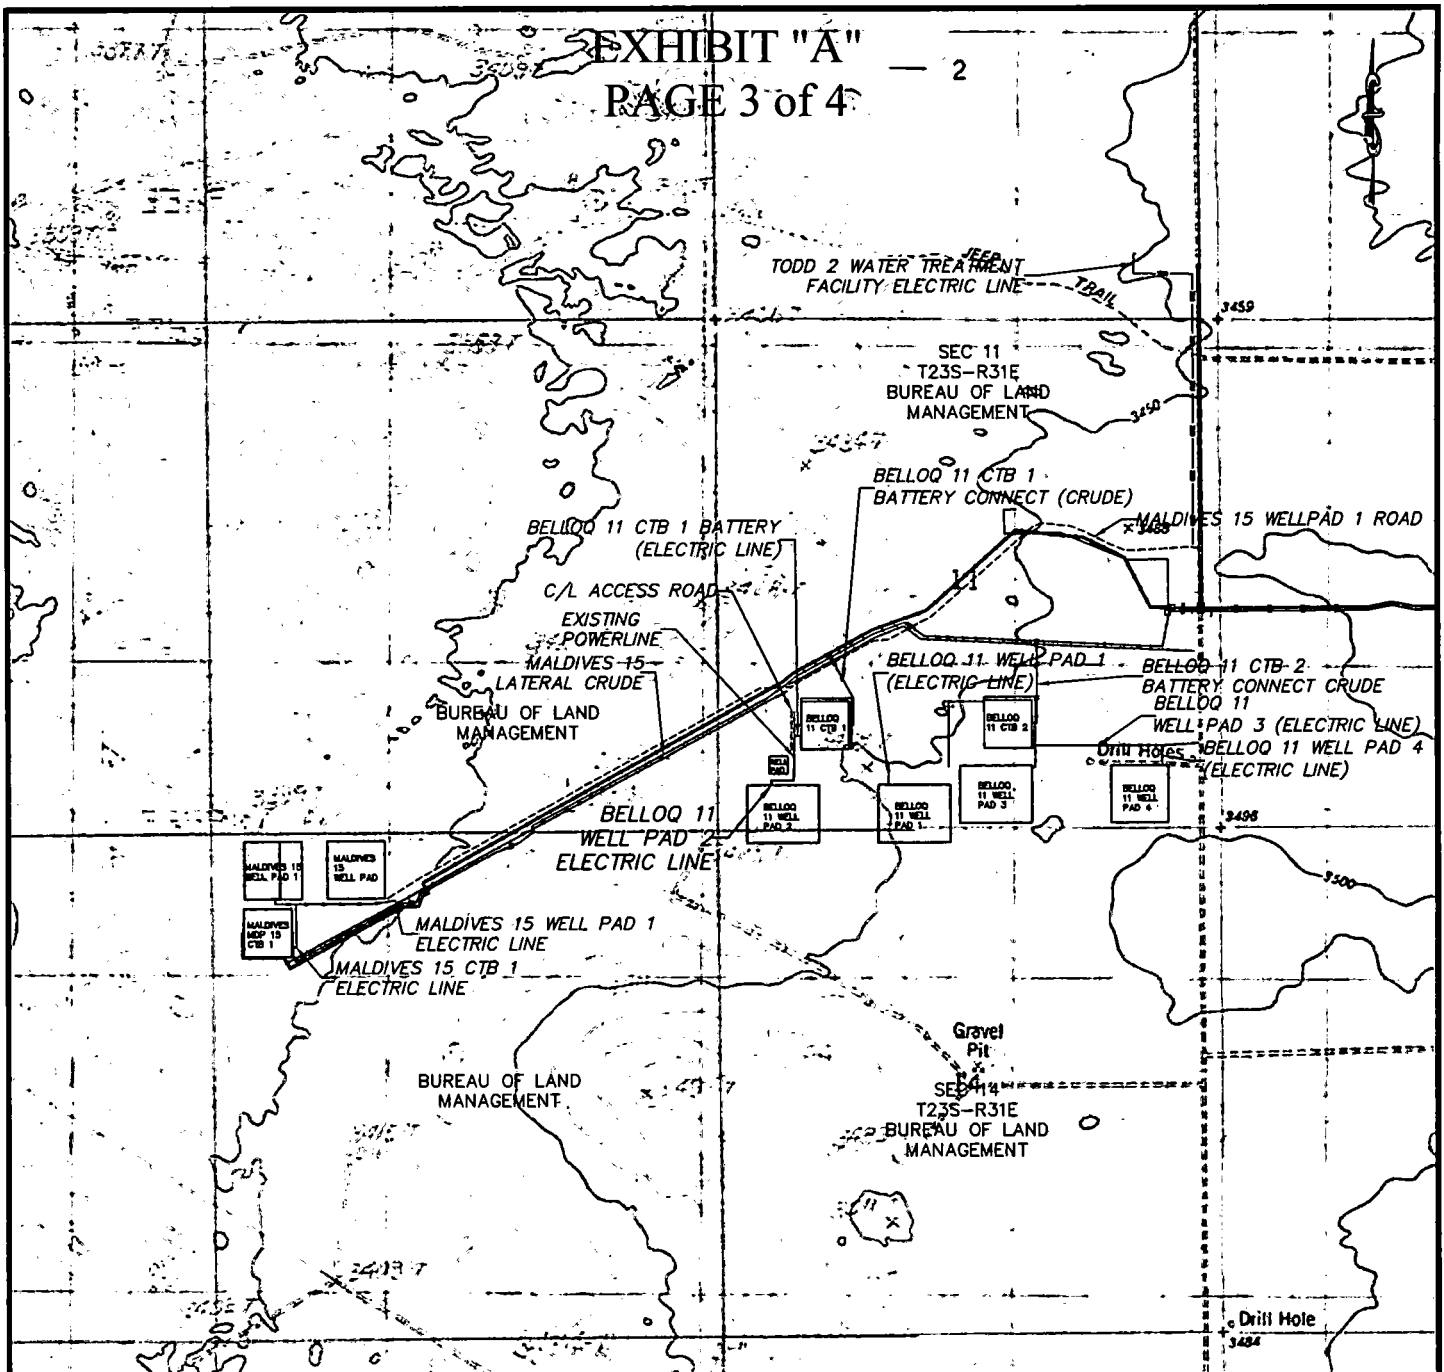 EXHIBIT "A"
— 2
PAGE 3 of 4
JEEP
TODD 2 WATER TREATMENT
FACILITY ELECTRIC LINE
TRAIL
3459
SEC 11
T23S-R31E
BUREAU OF LAND
MANAGEMENT
3450
BELLOQ 11 CTB 1
BATTERY CONNECT (CRUDE)
BELLOQ 11 CTB 1 BATTERY
(ELECTRIC LINE)
MALDIVES 15 WELLPAD 1 ROAD
11
C/L ACCESS ROAD
EXISTING
POWERLINE
MALDIVES 15
LATERAL CRUDE
BELLOQ 11 WELL PAD 1
(ELECTRIC LINE)
BELLOQ 11 CTB 2
BATTERY CONNECT CRUDE
BUREAU OF LAND
MANAGEMENT
BELLOQ
11 CTB 1
BELLOQ
11 CTB 2
BELLOQ 11
WELL PAD 3 (ELECTRIC LINE)
Drill Holes
BELLOQ 11 WELL PAD 4
(ELECTRIC LINE)
BELLOQ
11 WELL
PAD 2
BELLOQ
11 WELL
PAD 1
BELLOQ
11 WELL
PAD 3
BELLOQ
11 WELL
PAD 4
BELLOQ 11
WELL PAD 2
ELECTRIC LINE
3496
MALDIVES 15
WELL PAD 1
MALDIVES
15
WELL PAD
3500
MALDIVES
MDP 15
CTB 1
MALDIVES 15 WELL PAD 1
ELECTRIC LINE
MALDIVES 15 CTB 1
ELECTRIC LINE
Gravel
Pit
BUREAU OF LAND
MANAGEMENT
SEC 14
T23S-R31E
BUREAU OF LAND
MANAGEMENT
Drill Hole
3484